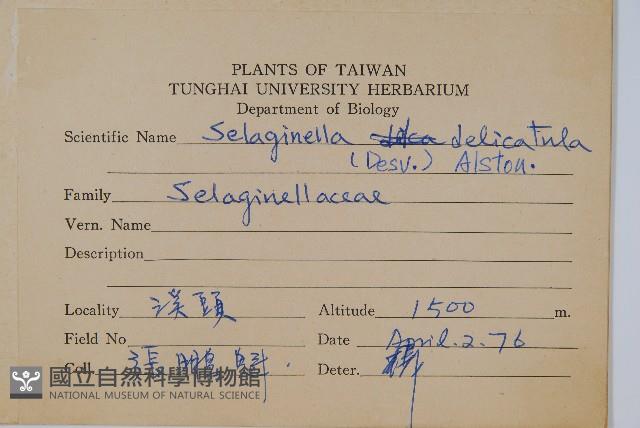 PLANTS OF TAIWAN
TUNGHAI UNIVERSITY HERBARIUM
Department of Biology
Scientific Name Selaginella delicatula
(Desv.) Alston.
Family Selaginellaceae
Vern. Name
Description
Locality 溪頭 Altitude 1500 m.
Field No Date April. 2. 76
Coll. 張 Deter.
國立自然科學博物館
NATIONAL MUSEUM OF NATURAL SCIENCE